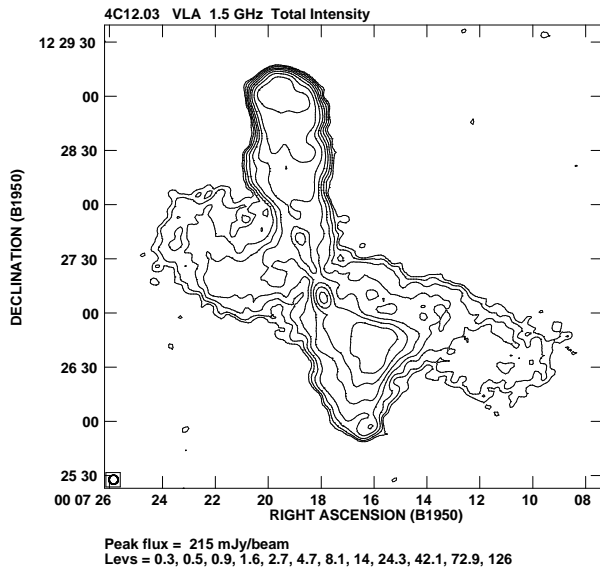 4C12.03 VLA 1.5 GHz Total Intensity
12 29 30
00
28 30
00
27 30
00
26 30
00
25 30
DECLINATION (B1950)
00 07 26 24 22 20 18 16 14 12 10 08
RIGHT ASCENSION (B1950)
Peak flux = 215 mJy/beam
Levs = 0.3, 0.5, 0.9, 1.6, 2.7, 4.7, 8.1, 14, 24.3, 42.1, 72.9, 126